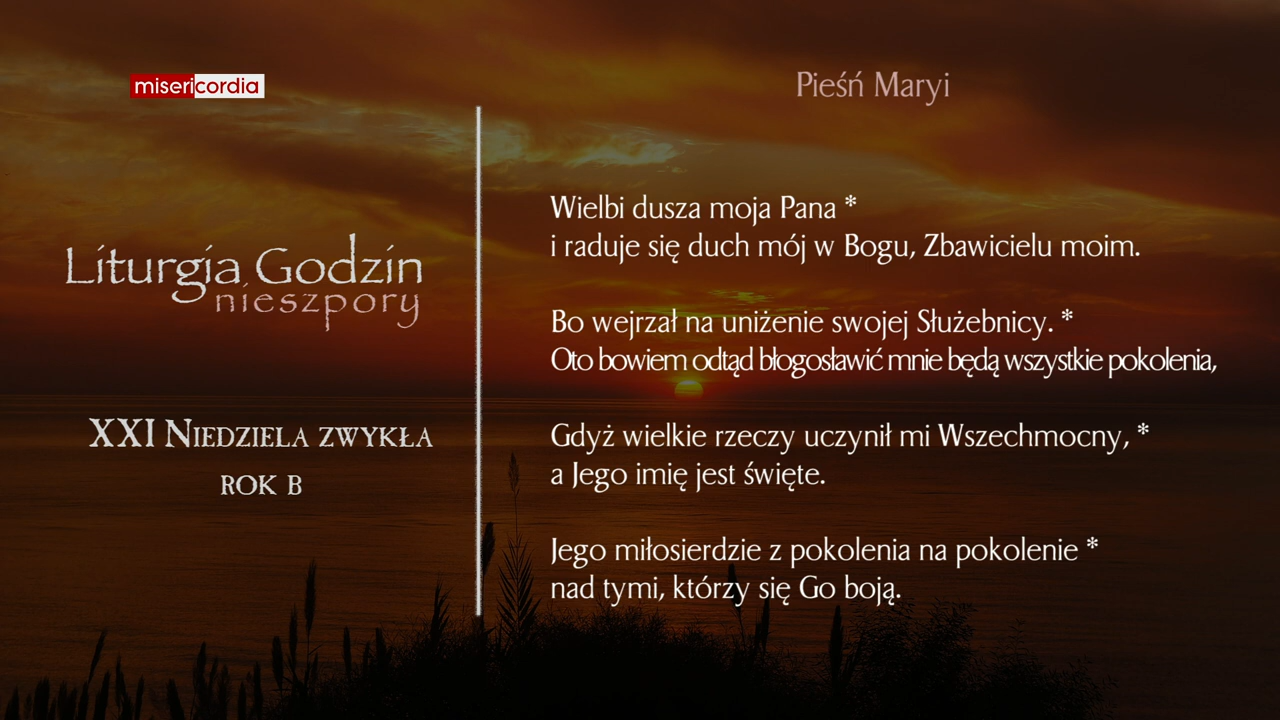 misericordia
Liturgia Godzin
nieszpory
XXI Niedziela zwykła
rok B
Pieśń Maryi
Wielbi dusza moja Pana *
i raduje się duch mój w Bogu, Zbawicielu moim.
Bo wejrzał na uniżenie swojej Służebnicy. *
Oto bowiem odtąd błogosławić mnie będą wszystkie pokolenia,
Gdyż wielkie rzeczy uczynił mi Wszechmocny, *
a Jego imię jest święte.
Jego miłosierdzie z pokolenia na pokolenie *
nad tymi, którzy się Go boją.